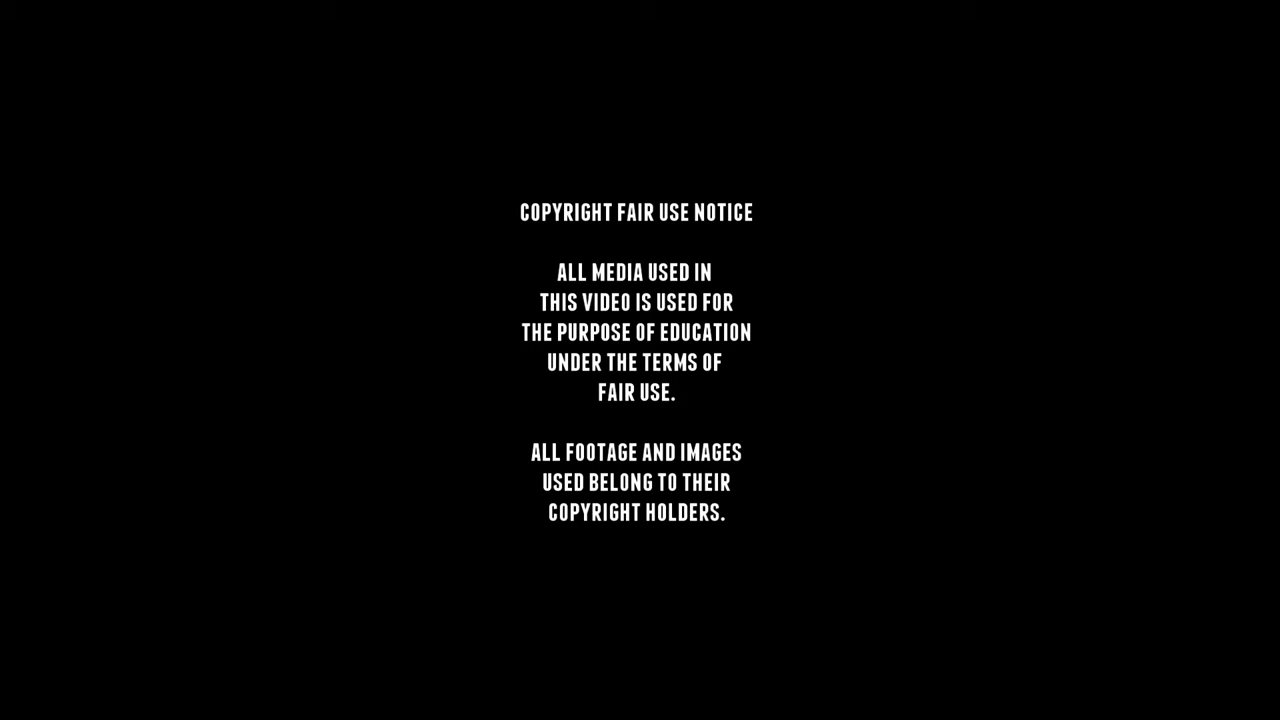 COPYRIGHT FAIR USE NOTICE
ALL MEDIA USED IN
THIS VIDEO IS USED FOR
THE PURPOSE OF EDUCATION
UNDER THE TERMS OF
FAIR USE.
ALL FOOTAGE AND IMAGES
USED BELONG TO THEIR
COPYRIGHT HOLDERS.